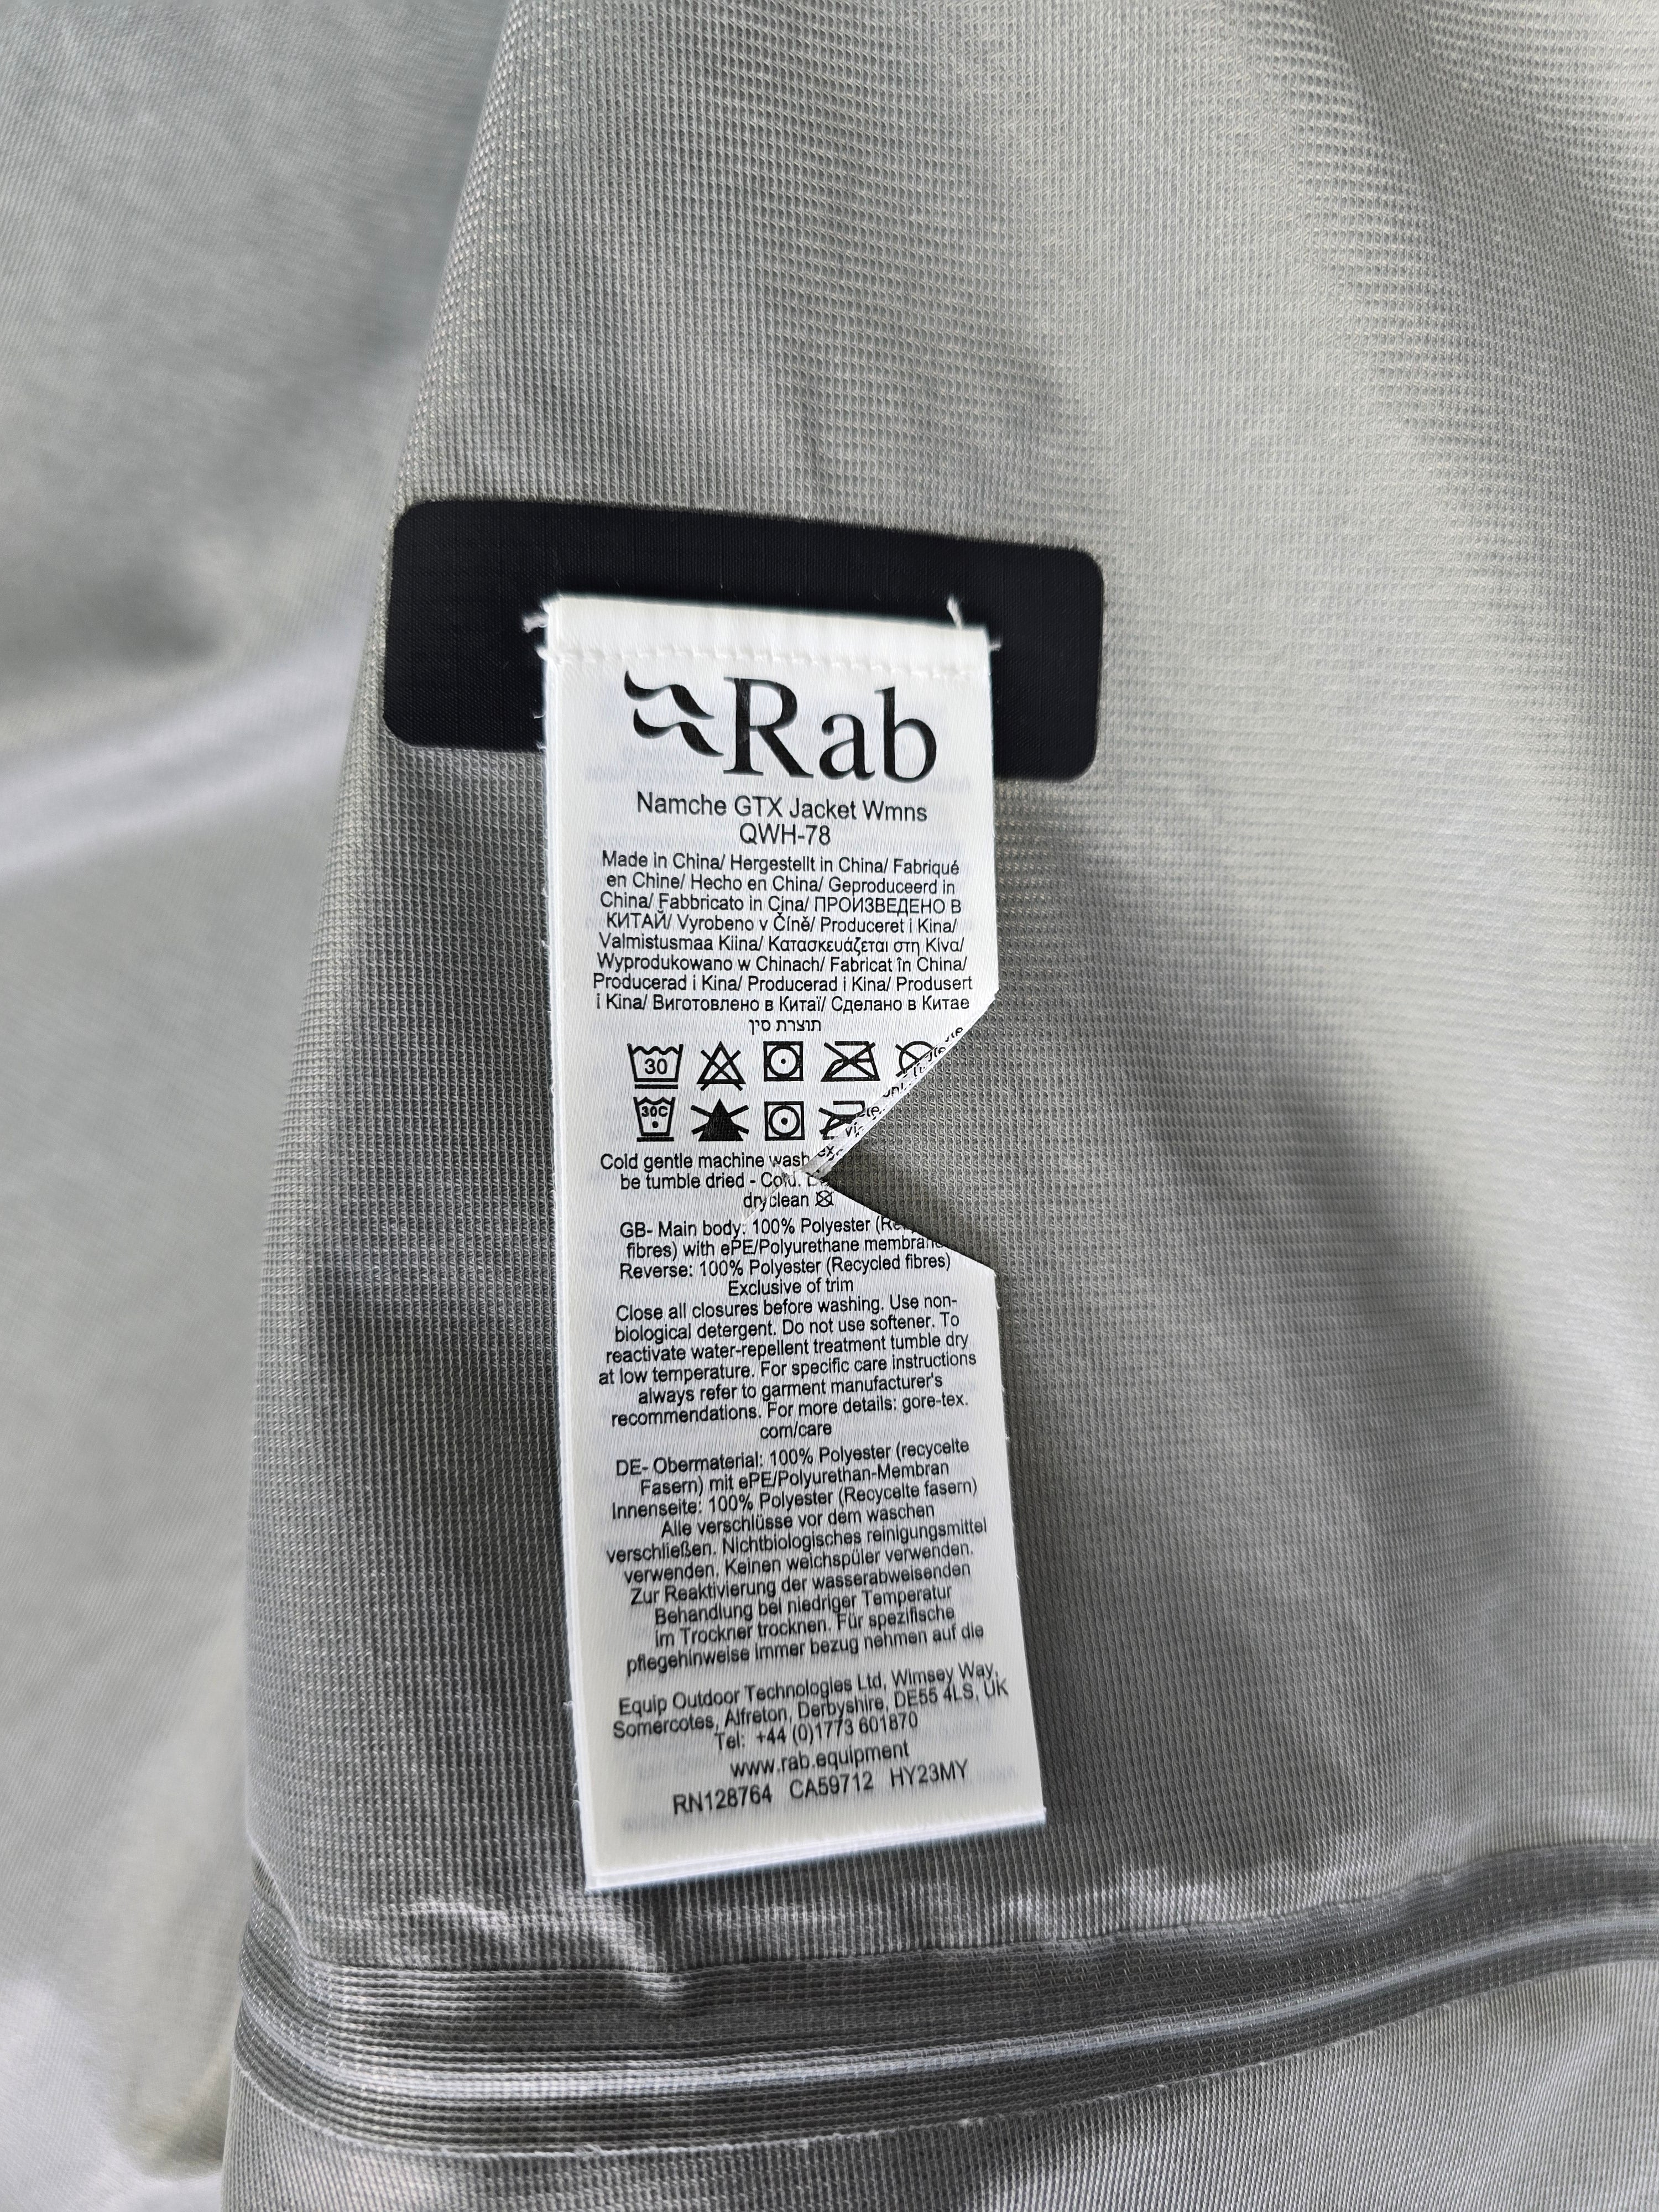 Rab
Namche GTX Jacket Wmns
QWH-78
Made in China/ Hergestellt in China/ Fabriqué
en Chine/ Hecho en China/ Geproduceerd in
China/ Fabbricato in Cina/ ПРОИЗВЕДЕНО В
КИТАЙ/ Vyrobeno v Číně/ Produceret i Kina/
Valmistusmaa Kiina/ Κατασκευάζεται στη Κίνα/
Wyprodukowano w Chinach/ Fabricat în China/
Producerad i Kina/ Producerad i Kina/ Produsert
i Kina/ Виготовлено в Китаї/ Сделано в Китае
תוצרת סין
30
30C
Cold gentle machine wash
be tumble dried - Cold.
dryclean
GB- Main body: 100% Polyester
fibres) with ePE/Polyurethane membrane
Reverse: 100% Polyester (Recycled fibres)
Exclusive of trim
Close all closures before washing. Use non-
biological detergent. Do not use softener. To
reactivate water-repellent treatment tumble dry
at low temperature. For specific care instructions
always refer to garment manufacturer's
recommendations. For more details: gore-tex.
com/care
DE- Obermaterial: 100% Polyester (recycelte
Fasern) mit ePE/Polyurethan-Membran
Innenseite: 100% Polyester (Recycelte fasern)
Alle verschlüsse vor dem waschen
verschließen. Nichtbiologisches reinigungsmittel
verwenden. Keinen weichspüler verwenden.
Zur Reaktivierung der wasserabweisenden
Behandlung bei niedriger Temperatur
im Trockner trocknen. Für spezifische
pflegehinweise immer bezug nehmen auf die
Equip Outdoor Technologies Ltd, Wimsey Way,
Somercotes, Alfreton, Derbyshire, DE55 4LS, UK
Tel: +44 (0)1773 601870
www.rab.equipment
RN128764 CA59712 HY23MY